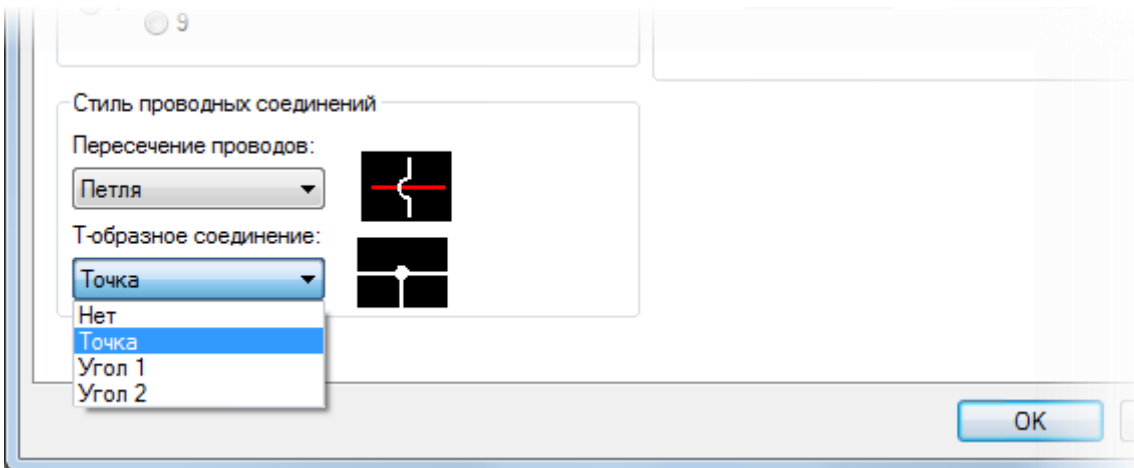 9
Стиль проводных соединений
Пересечение проводов:
Петля
Т-образное соединение:
Точка
Нет
Точка
Угол 1
Угол 2
OK